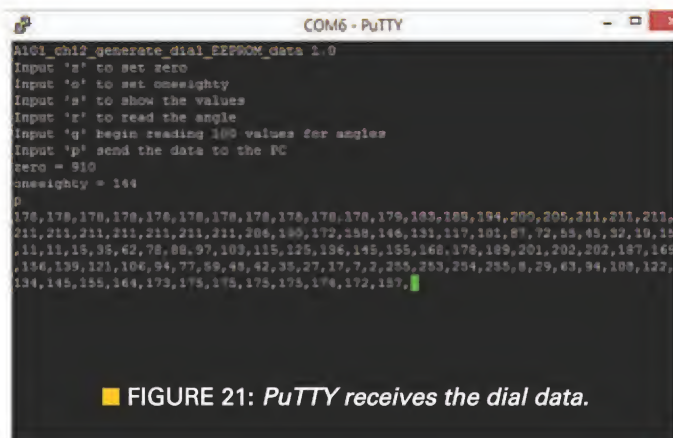 COM6 - PuTTY
A101_ch12_generate_dial_EEPROM_data 1.0
Input 'z' to set zero
Input 'o' to set oneeighty
Input 's' to show the values
Input 'r' to read the angle
Input 'g' begin reading 100 values for angles
Input 'p' send the data to the PC
zero = 910
oneeighty = 144
p
178,178,178,178,178,178,178,178,178,178,178,179,183,189,194,200,205,211,211,211,
211,211,211,211,211,211,211,206,190,172,158,146,131,117,101,87,72,55,45,32,18,15
,11,11,15,35,62,78,88,97,103,115,125,136,145,155,168,178,189,201,202,202,187,169
,156,139,121,106,94,77,59,48,42,35,27,17,7,2,255,253,254,255,8,29,63,94,108,122,
134,145,155,164,173,175,175,175,175,174,172,157,
FIGURE 21: PuTTY receives the dial data.